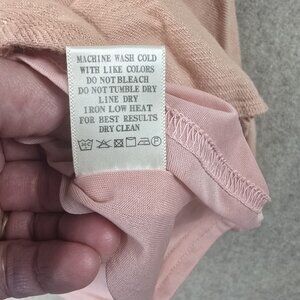 MACHINE WASH COLD
WITH LIKE COLORS
DO NOT BLEACH
DO NOT TUMBLE DRY
LINE DRY
IRON LOW HEAT
FOR BEST RESULTS
DRY CLEAN